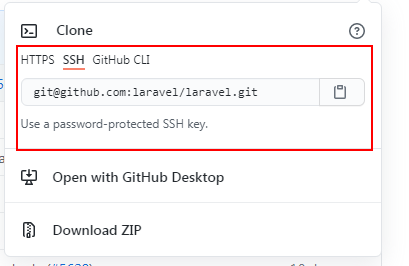 Clone
HTTPS SSH GitHub CLI
git@github.com:laravel/laravel.git
Use a password-protected SSH key.
Open with GitHub Desktop
Download ZIP